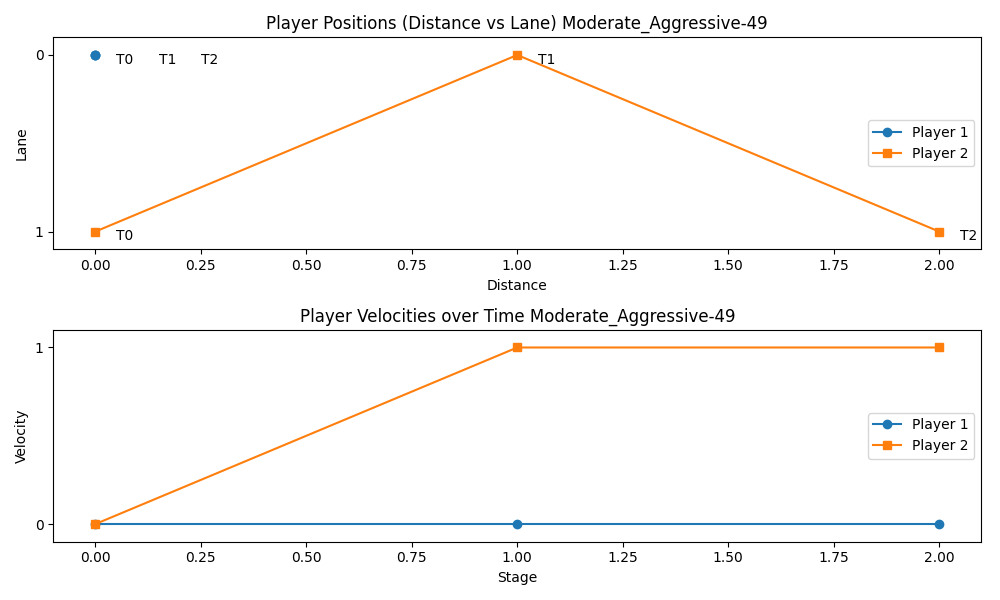 Player Positions (Distance vs Lane) Moderate_Aggressive-49
Lane
0
1
T0 T1 T2
T1
T0
T2
Player 1
Player 2
0.00 0.25 0.50 0.75 1.00 1.25 1.50 1.75 2.00
Distance
Player Velocities over Time Moderate_Aggressive-49
Velocity
1
0
Player 1
Player 2
0.00 0.25 0.50 0.75 1.00 1.25 1.50 1.75 2.00
Stage